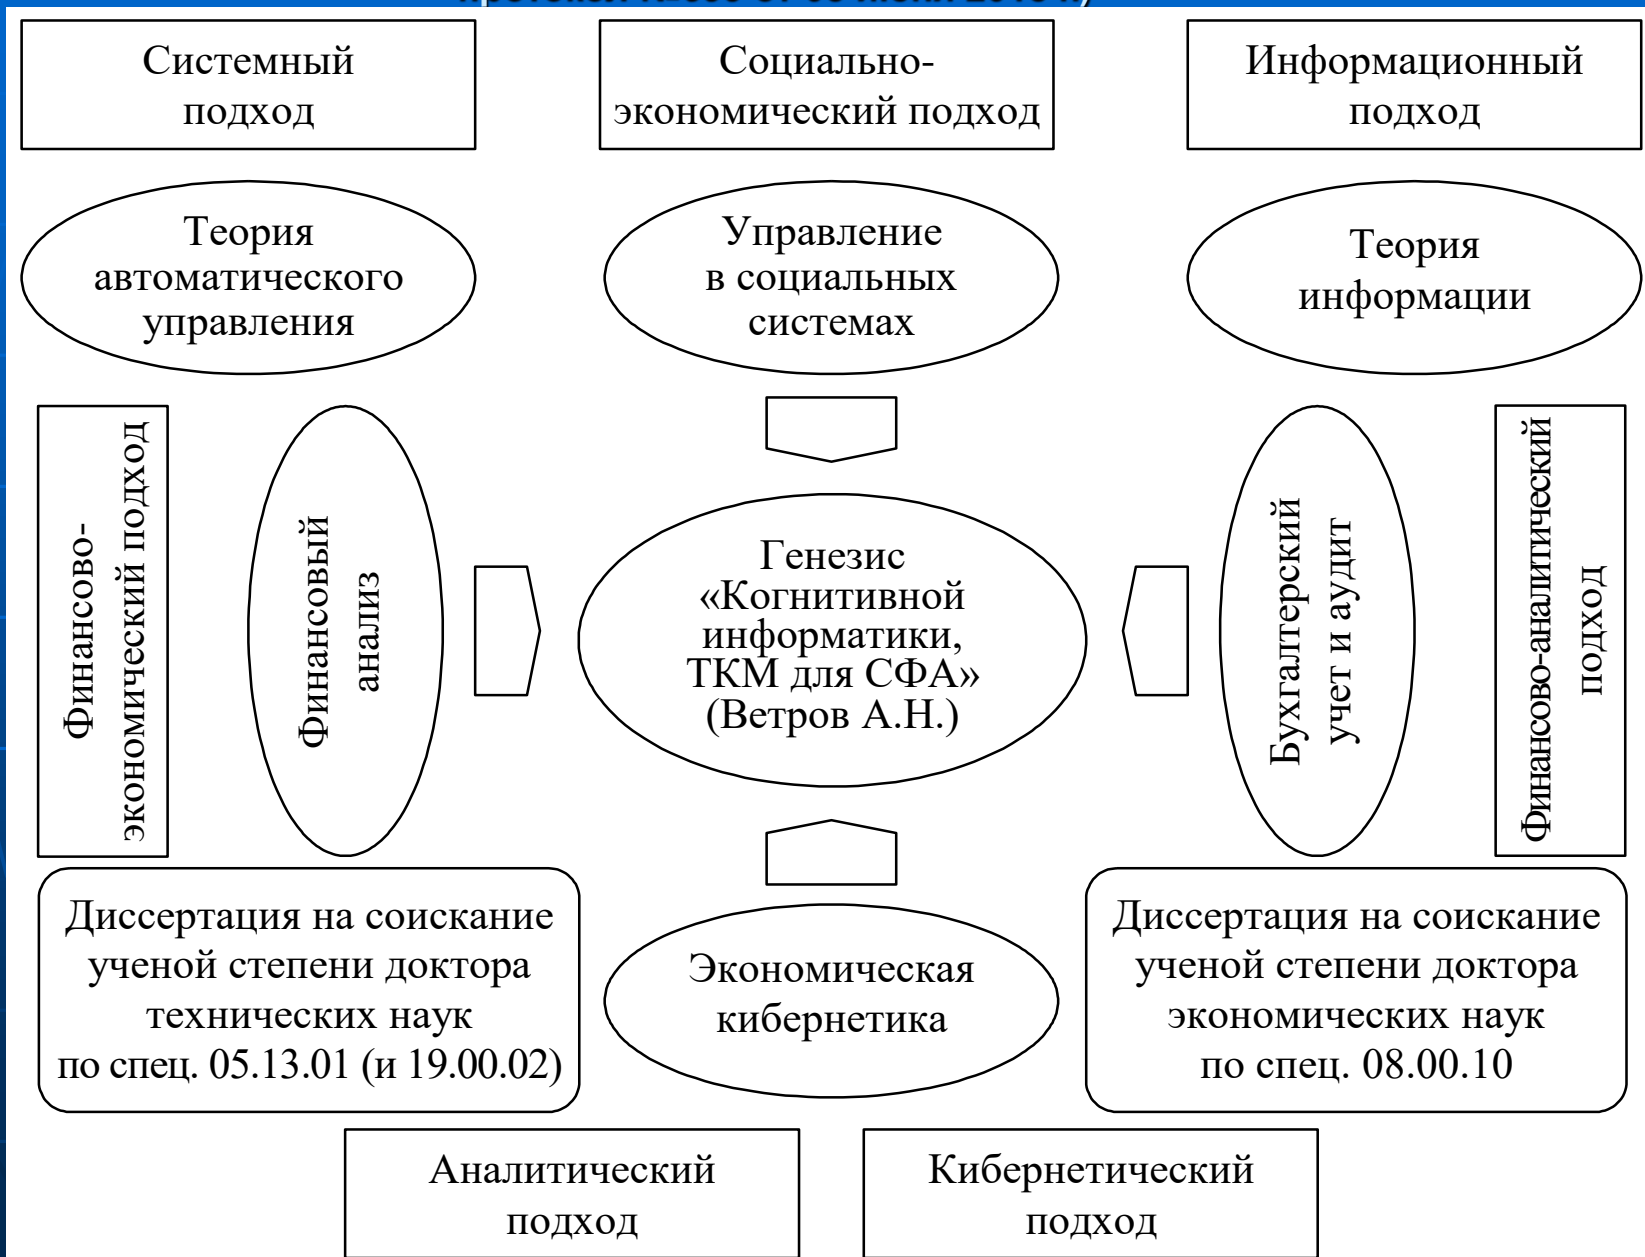 Системный
подход
Социально-
экономический подход
Информационный
подход
Теория
автоматического
управления
Управление
в социальных
системах
Теория
информации
Финансово-
экономический подход
Финансовый
анализ
Генезис
«Когнитивной
информатики,
ТКМ для СФА»
(Ветров А.Н.)
Бухгалтерский
учет и аудит
Финансово-аналитический
подход
Диссертация на соискание
ученой степени доктора
технических наук
по спец. 05.13.01 (и 19.00.02)
Экономическая
кибернетика
Диссертация на соискание
ученой степени доктора
экономических наук
по спец. 08.00.10
Аналитический
подход
Кибернетический
подход